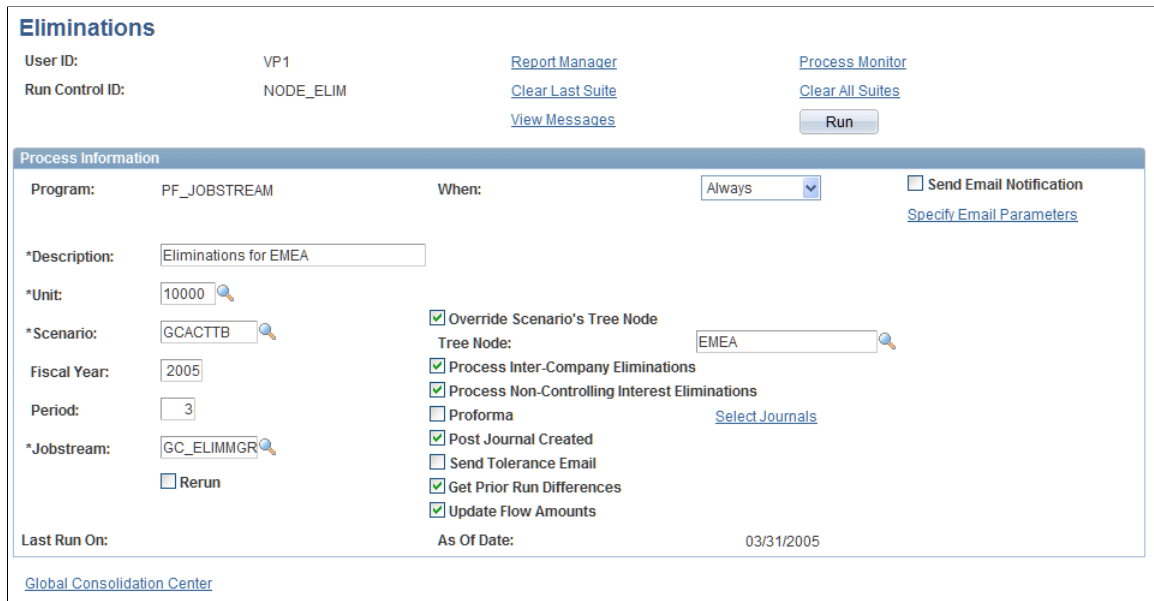 Eliminations
User ID: VP1 Report Manager Process Monitor
Run Control ID: NODE_ELIM Clear Last Suite Clear All Suites
View Messages Run
Process Information
Program: PF_JOBSTREAM When: Always Send Email Notification
Specify Email Parameters
*Description: Eliminations for EMEA
*Unit: 10000
Override Scenario's Tree Node
*Scenario: GCACTTB
Tree Node: EMEA
Process Inter-Company Eliminations
Fiscal Year: 2005
Process Non-Controlling Interest Eliminations
Period: 3
Proforma Select Journals
Post Journal Created
*Jobstream: GC_ELIMMGR
Send Tolerance Email
Rerun
Get Prior Run Differences
Update Flow Amounts
Last Run On: As Of Date: 03/31/2005
Global Consolidation Center